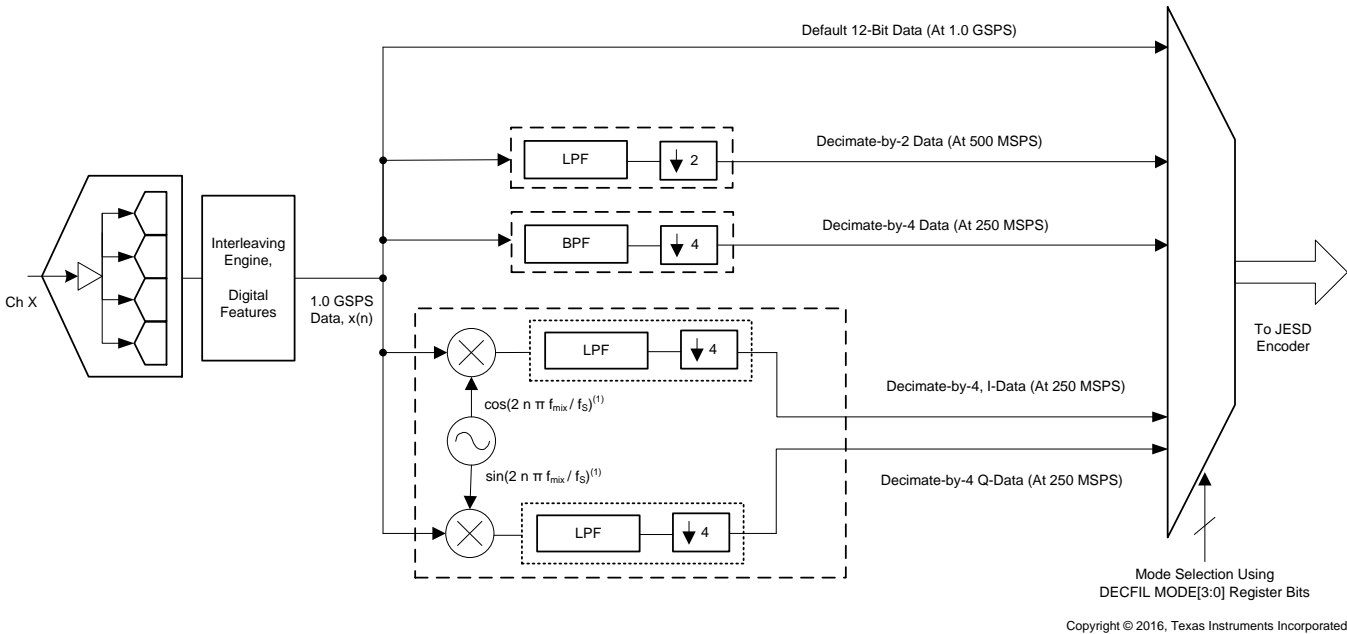 Default 12-Bit Data (At 1.0 GSPS)
LPF
2
Decimate-by-2 Data (At 500 MSPS)
BPF
4
Decimate-by-4 Data (At 250 MSPS)
Ch X
Interleaving
Engine,
Digital
Features
1.0 GSPS
Data, x(n)
LPF
4
cos(2 n π fmix / fS)(1)
sin(2 n π fmix / fS)(1)
LPF
4
Decimate-by-4, I-Data (At 250 MSPS)
Decimate-by-4 Q-Data (At 250 MSPS)
To JESD
Encoder
Mode Selection Using
DECFIL MODE[3:0] Register Bits
Copyright © 2016, Texas Instruments Incorporated